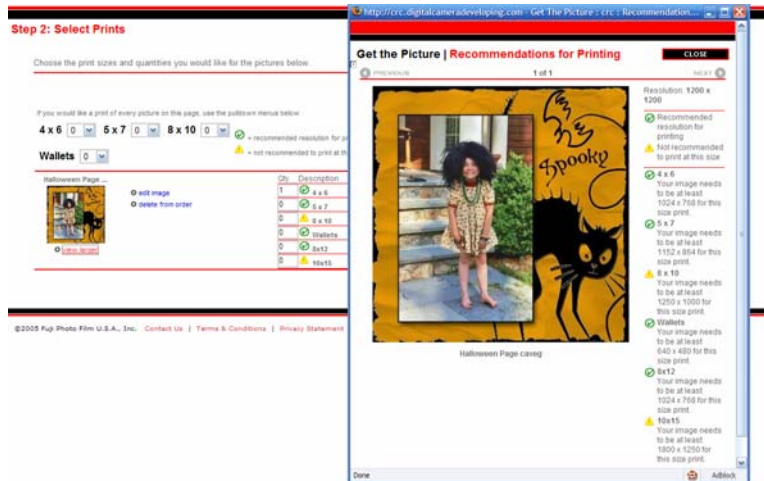 Step 2: Select Prints
Choose the print sizes and quantities you would like for the pictures below.
If you would like a print of every picture on this page, use the pulldown menus below
4 x 6 0 5 x 7 0 8 x 10 0
= recommended resolution for
Wallets 0
= not recommended to print at
Halloween Page ...
edit image
delete from order
view larger
Qty Description
1 4 x 6
0 5 x 7
0 8 x 10
0 Wallets
0 8x12
0 10x15
©2005 Fuji Photo Film U.S.A., Inc. Contact Us | Terms & Conditions | Privacy Statement
http://crc.digitalcameradeveloping.com - Get The Picture : crc : Recommendation...
Get the Picture | Recommendations for Printing
CLOSE
PREVIOUS
1 of 1
NEXT
Spooky
Halloween Page caveg
Resolution: 1200 x
1200
Recommended
resolution for
printing
Not recommended
to print at this size
4 x 6
Your image needs
to be at least
1024 x 768 for this
size print.
5 x 7
Your image needs
to be at least
1152 x 864 for this
size print.
8 x 10
Your image needs
to be at least
1250 x 1000 for
this size print.
Wallets
Your image needs
to be at least
640 x 480 for this
size print.
8x12
Your image needs
to be at least
1024 x 768 for this
size print.
10x15
Your image needs
to be at least
1800 x 1250 for
this size print.
Done
Adblock